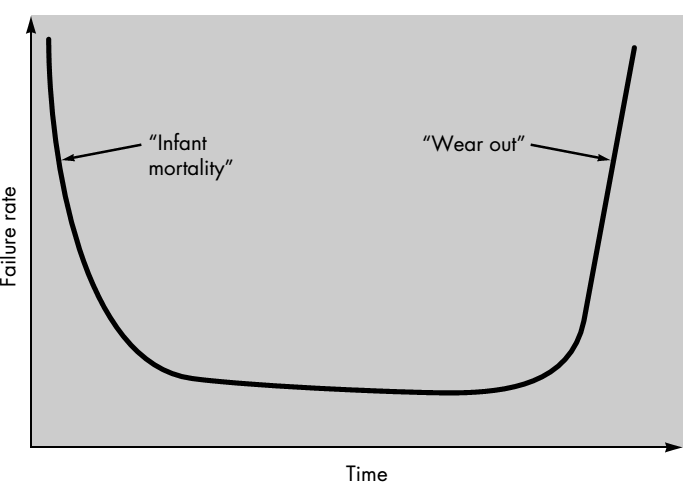 “Infant
mortality”
“Wear out”
Failure rate
Time